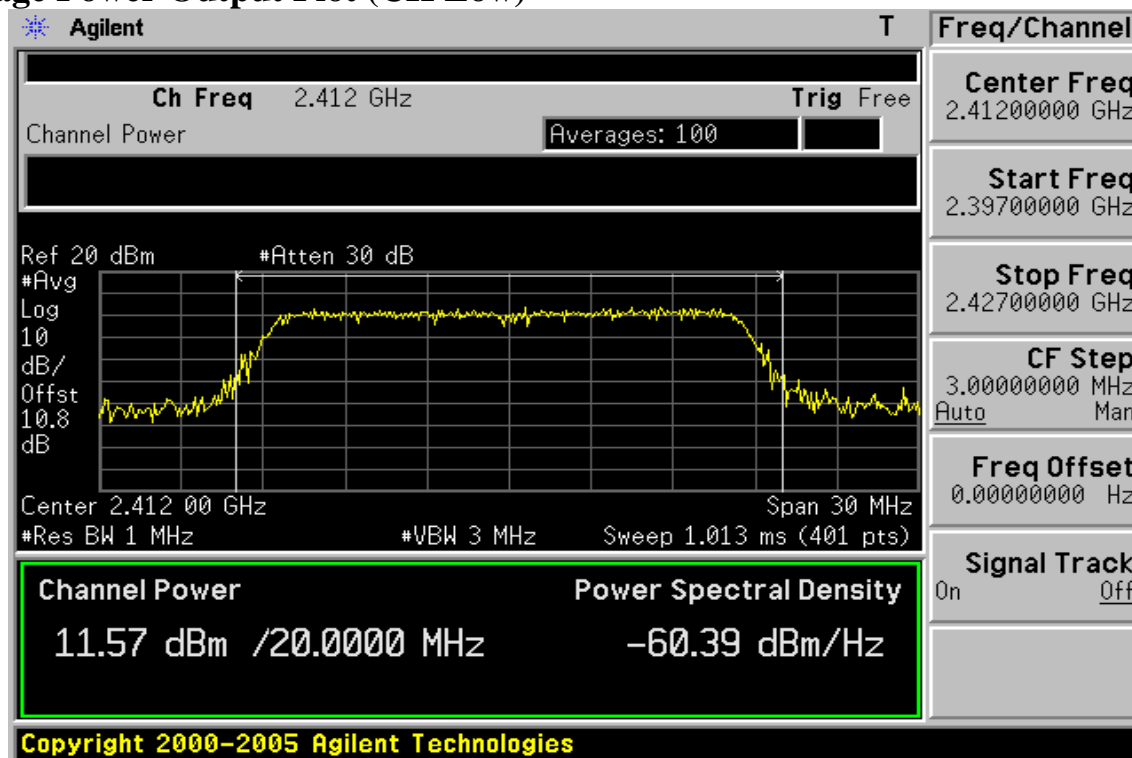 Power Output Plot (CH Low)
Agilent T
Freq/Channel
Ch Freq 2.412 GHz Trig Free
Channel Power Averages: 100
Ref 20 dBm #Atten 30 dB
#Avg
Log
10
dB/
Offst
10.8
dB
Center 2.412 00 GHz Span 30 MHz
#Res BW 1 MHz #VBW 3 MHz Sweep 1.013 ms (401 pts)
Channel Power Power Spectral Density
11.57 dBm /20.0000 MHz -60.39 dBm/Hz
Center Freq
2.41200000 GHz
Start Freq
2.39700000 GHz
Stop Freq
2.42700000 GHz
CF Step
3.00000000 MHz
Auto Man
Freq Offset
0.00000000 Hz
Signal Track
On Off
Copyright 2000-2005 Agilent Technologies